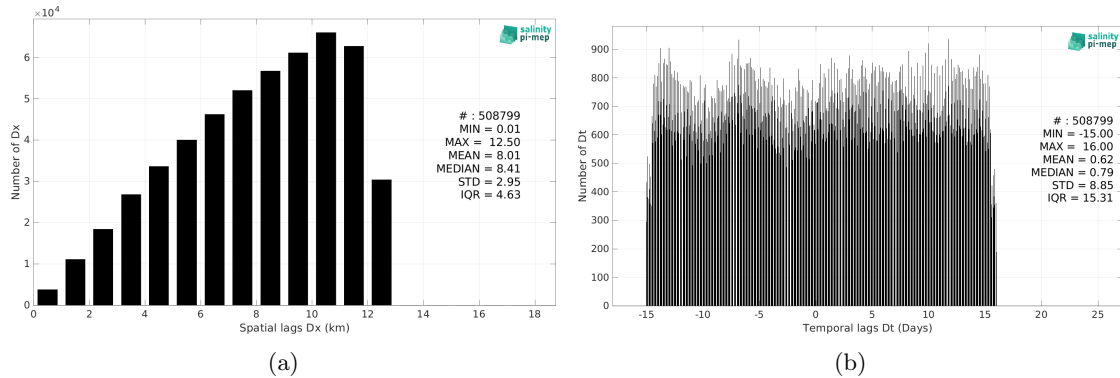 ×10⁴
6
5
4
3
2
1
0
Number of Dx
0 2 4 6 8 10 12 14 16 18
Spatial lags Dx (km)
salinity
pi-mep
# : 508799
MIN = 0.01
MAX = 12.50
MEAN = 8.01
MEDIAN = 8.41
STD = 2.95
IQR = 4.63
(a)
900
800
700
600
500
400
300
200
100
0
Number of Dt
-15 -10 -5 0 5 10 15 20 25
Temporal lags Dt (Days)
salinity
pi-mep
# : 508799
MIN = -15.00
MAX = 16.00
MEAN = 0.62
MEDIAN = 0.79
STD = 8.85
IQR = 15.31
(b)